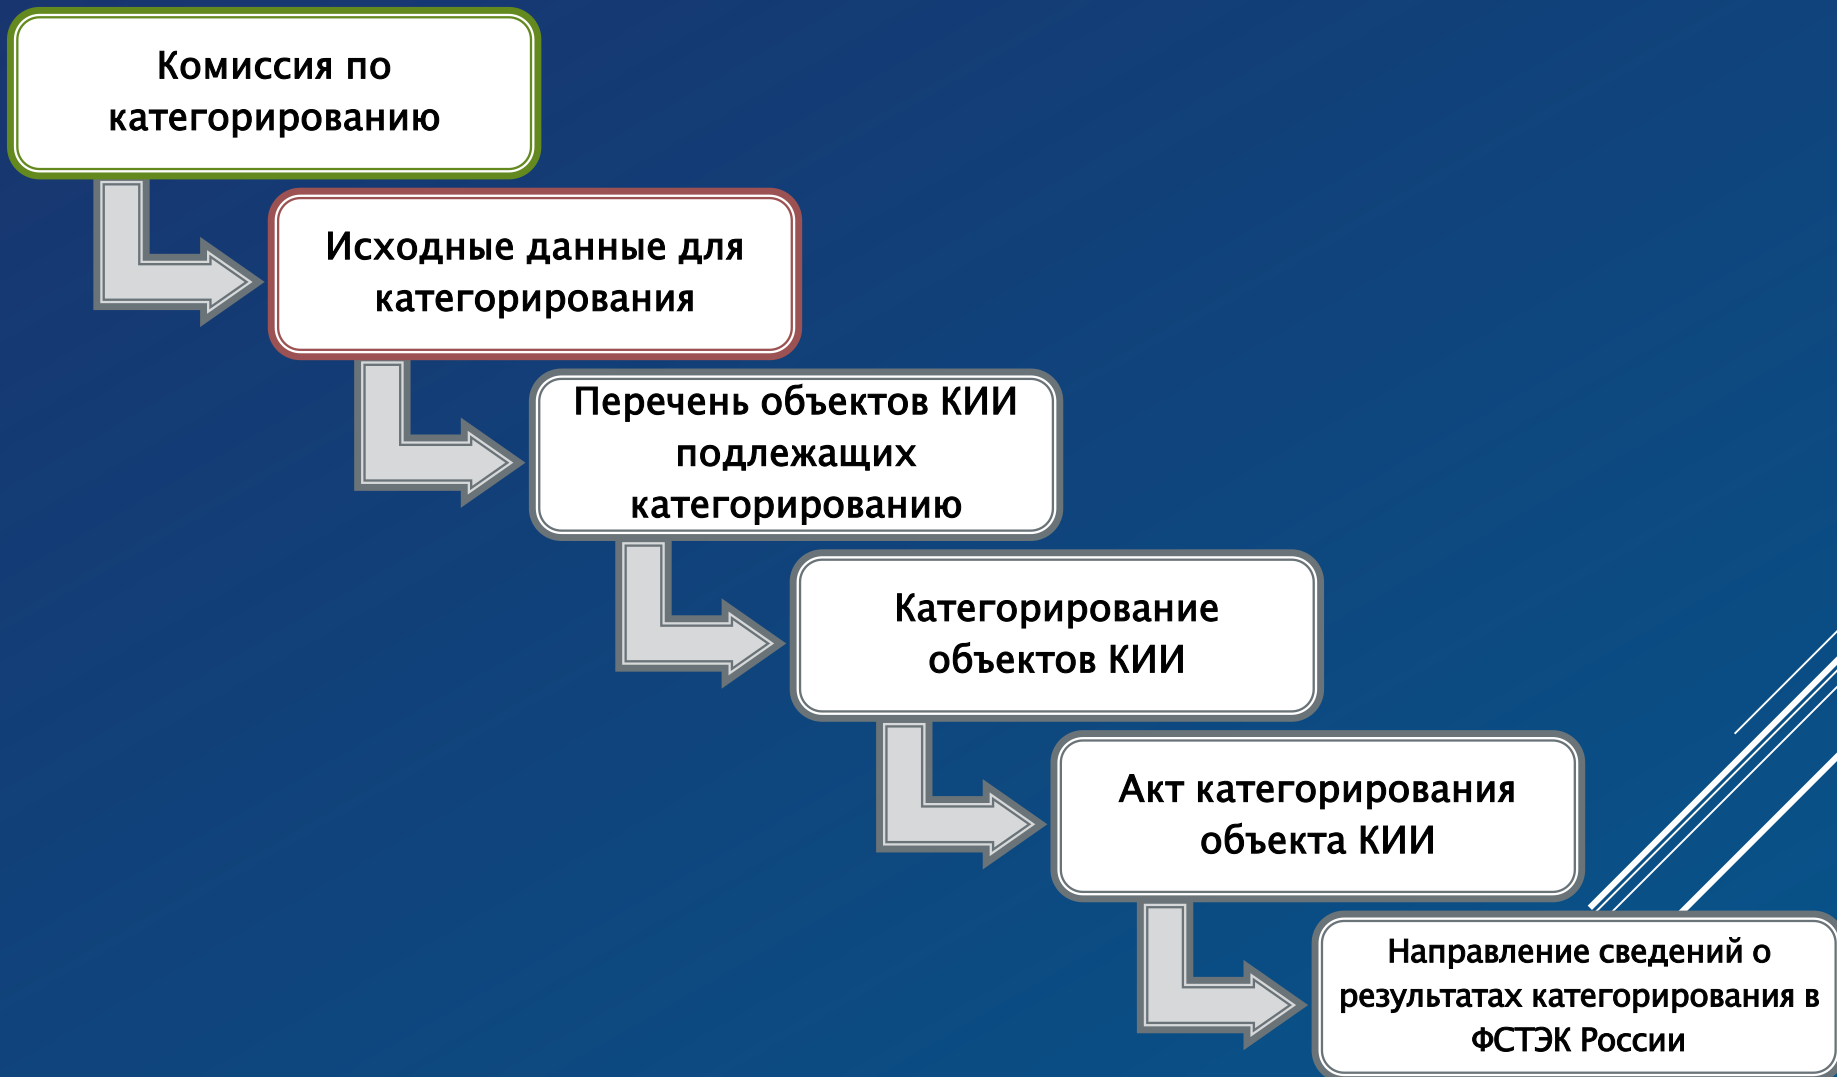 Комиссия по
категорированию
Исходные данные для
категорирования
Перечень объектов КИИ
подлежащих
категорированию
Категорирование
объектов КИИ
Акт категорирования
объекта КИИ
Направление сведений о
результатах категорирования в
ФСТЭК России